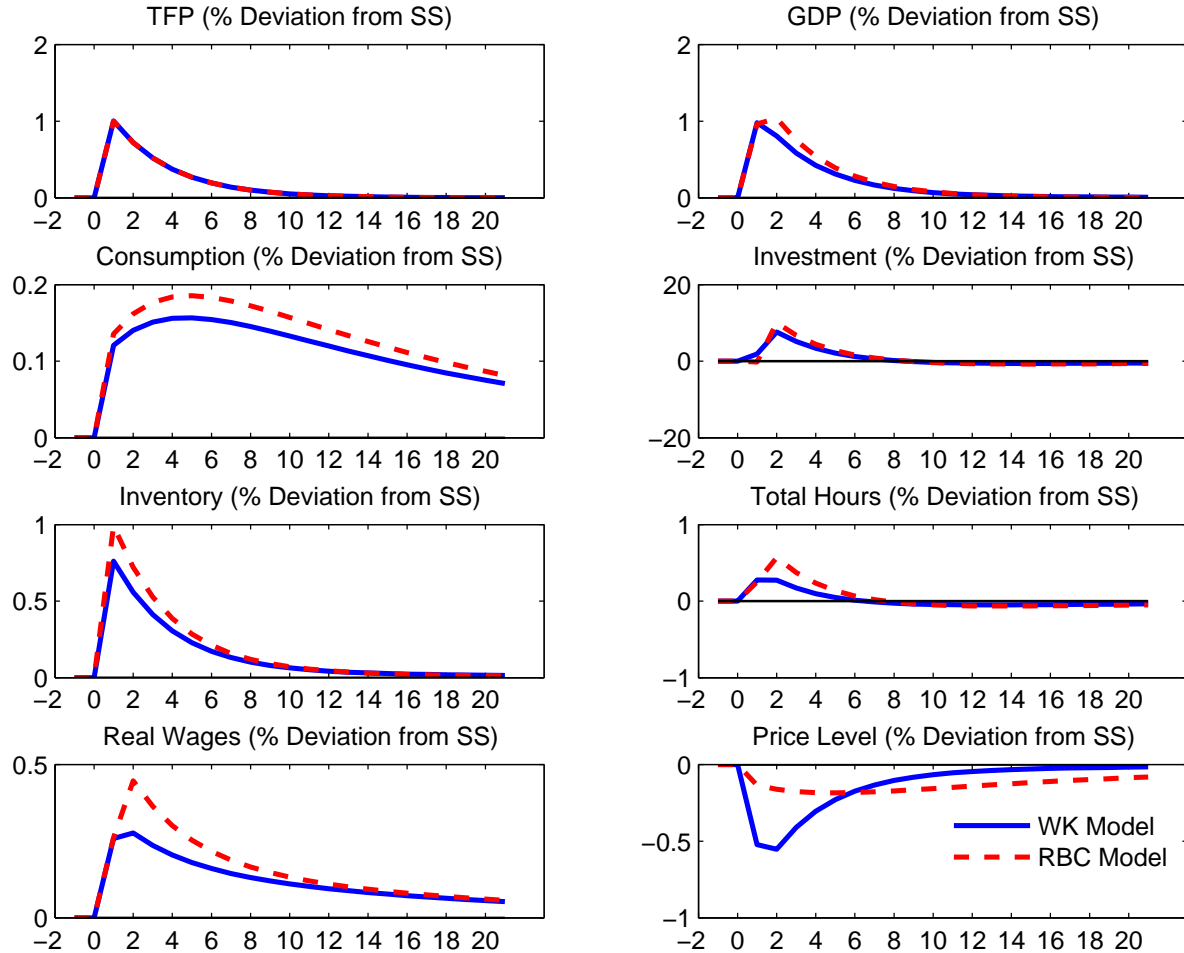 TFP (% Deviation from SS)
2
1
0
−2 0 2 4 6 8 10 12 14 16 18 20
GDP (% Deviation from SS)
2
1
0
−2 0 2 4 6 8 10 12 14 16 18 20
Consumption (% Deviation from SS)
0.2
0.1
0
−2 0 2 4 6 8 10 12 14 16 18 20
Investment (% Deviation from SS)
20
0
−20
−2 0 2 4 6 8 10 12 14 16 18 20
Inventory (% Deviation from SS)
1
0.5
0
−2 0 2 4 6 8 10 12 14 16 18 20
Total Hours (% Deviation from SS)
1
0
−1
−2 0 2 4 6 8 10 12 14 16 18 20
Real Wages (% Deviation from SS)
0.5
0
−2 0 2 4 6 8 10 12 14 16 18 20
Price Level (% Deviation from SS)
0
−0.5
−1
WK Model
RBC Model
−2 0 2 4 6 8 10 12 14 16 18 20